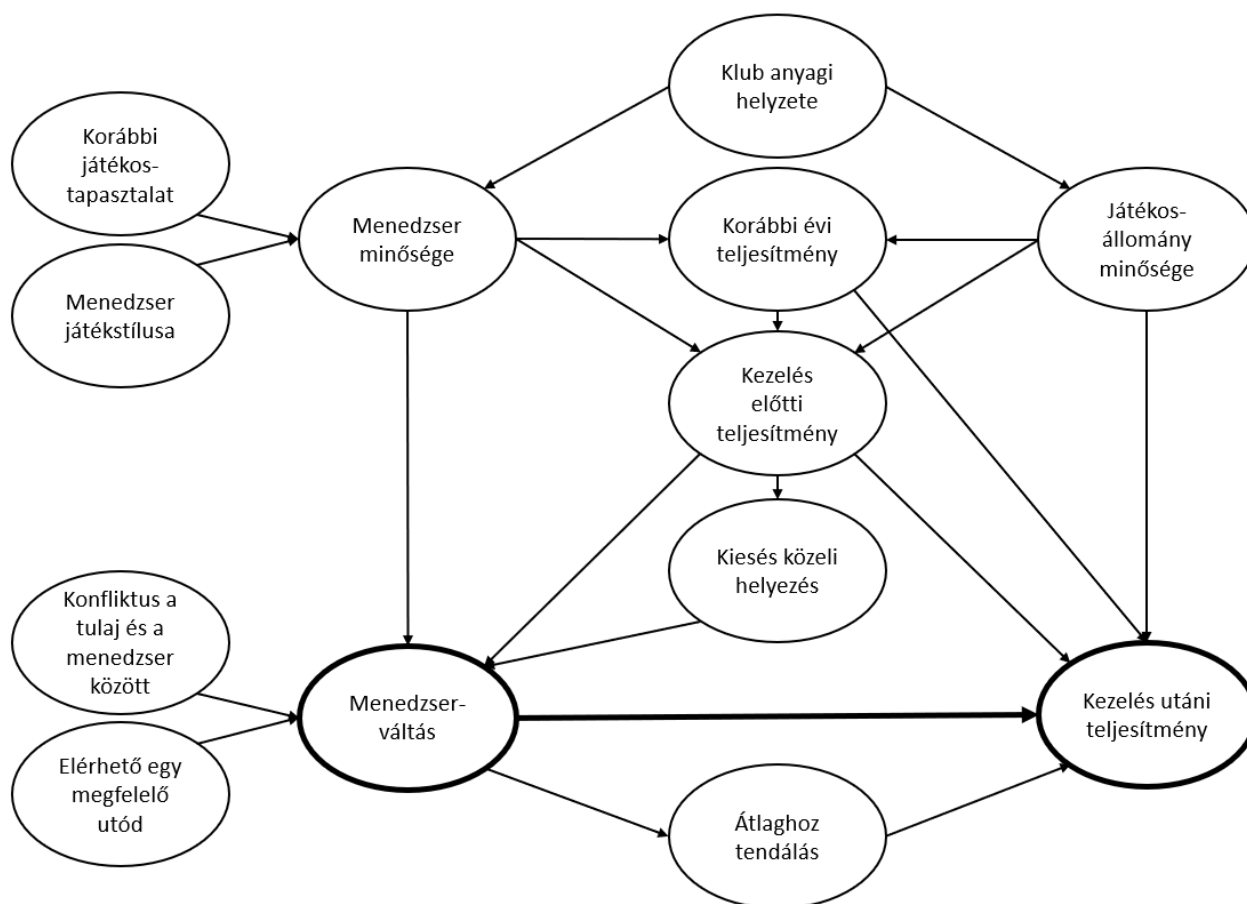 Klub anyagi
helyzete
Korábbi
játékos-
tapasztalat
Menedzser
minősége
Korábbi évi
teljesítmény
Játékos-
állomány
minősége
Menedzser
játékstílusa
Kezelés
előtti
teljesítmény
Kiesés közeli
helyezés
Konfliktus a
tulaj és a
menedzser
között
Menedzser-
váltás
Kezelés utáni
teljesítmény
Elérhető egy
megfelelő
utód
Átlaghoz
tendálás